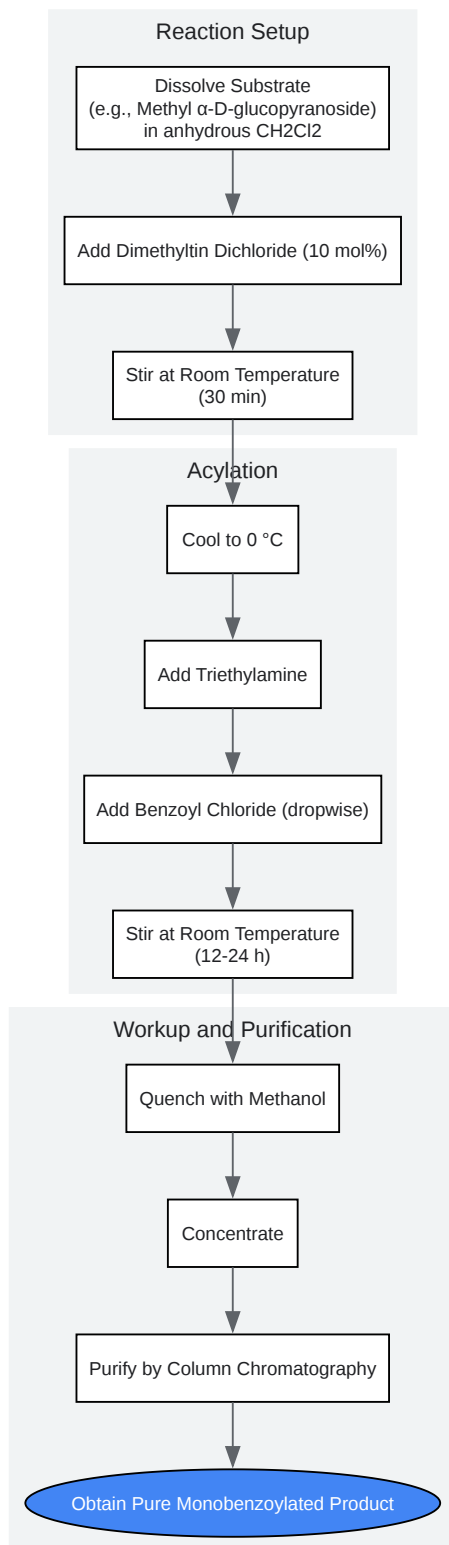 Reaction Setup
Dissolve Substrate
(e.g., Methyl α-D-glucopyranoside)
in anhydrous CH2Cl2
Add Dimethyltin Dichloride (10 mol%)
Stir at Room Temperature
(30 min)
Acylation
Cool to 0 °C
Add Triethylamine
Add Benzoyl Chloride (dropwise)
Stir at Room Temperature
(12-24 h)
Workup and Purification
Quench with Methanol
Concentrate
Purify by Column Chromatography
Obtain Pure Monobenzoylated Product